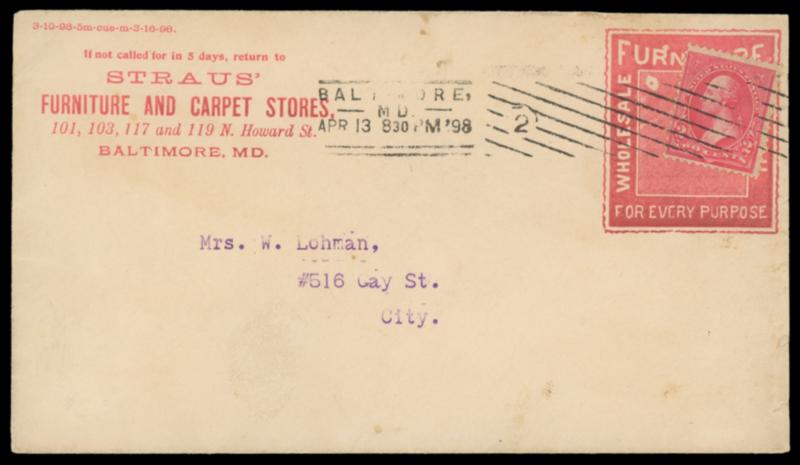 3-10-98-5m-cue-m-3-16-98.
If not called for in 5 days, return to
STRAUS'
FURNITURE AND CARPET STORES,
101, 103, 117 and 119 N. Howard St.
BALTIMORE, MD.
BALTIMORE,
MD.
APR 13 830 PM '98
2
FURNITURE
WHOLESALE
FOR EVERY PURPOSE
Mrs. W. Lohman,
#516 Gay St.
City.